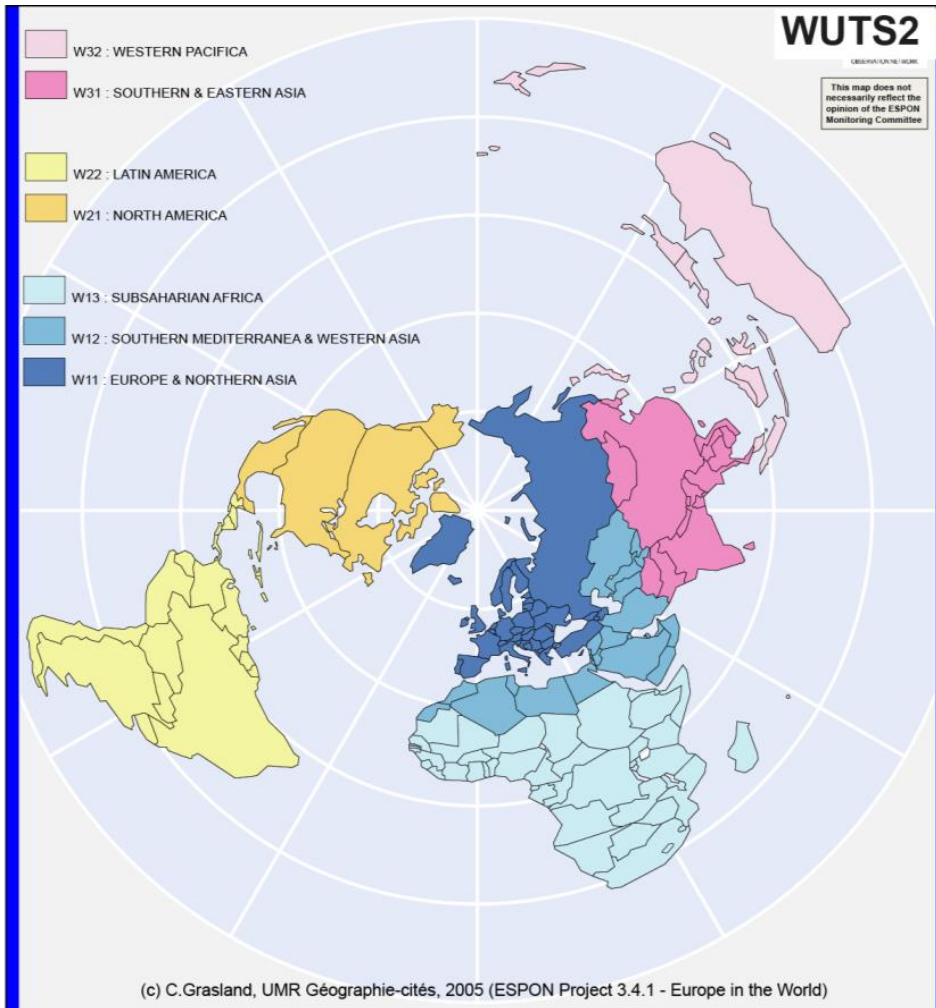 WUTS2
OBSERVATION NETWORK
This map does not
necessarily reflect the
opinion of the ESPON
Monitoring Committee
W32 : WESTERN PACIFICA
W31 : SOUTHERN & EASTERN ASIA
W22 : LATIN AMERICA
W21 : NORTH AMERICA
W13 : SUBSAHARIAN AFRICA
W12 : SOUTHERN MEDITERRANEA & WESTERN ASIA
W11 : EUROPE & NORTHERN ASIA
(c) C.Grasland, UMR Géographie-cités, 2005 (ESPON Project 3.4.1 - Europe in the World)